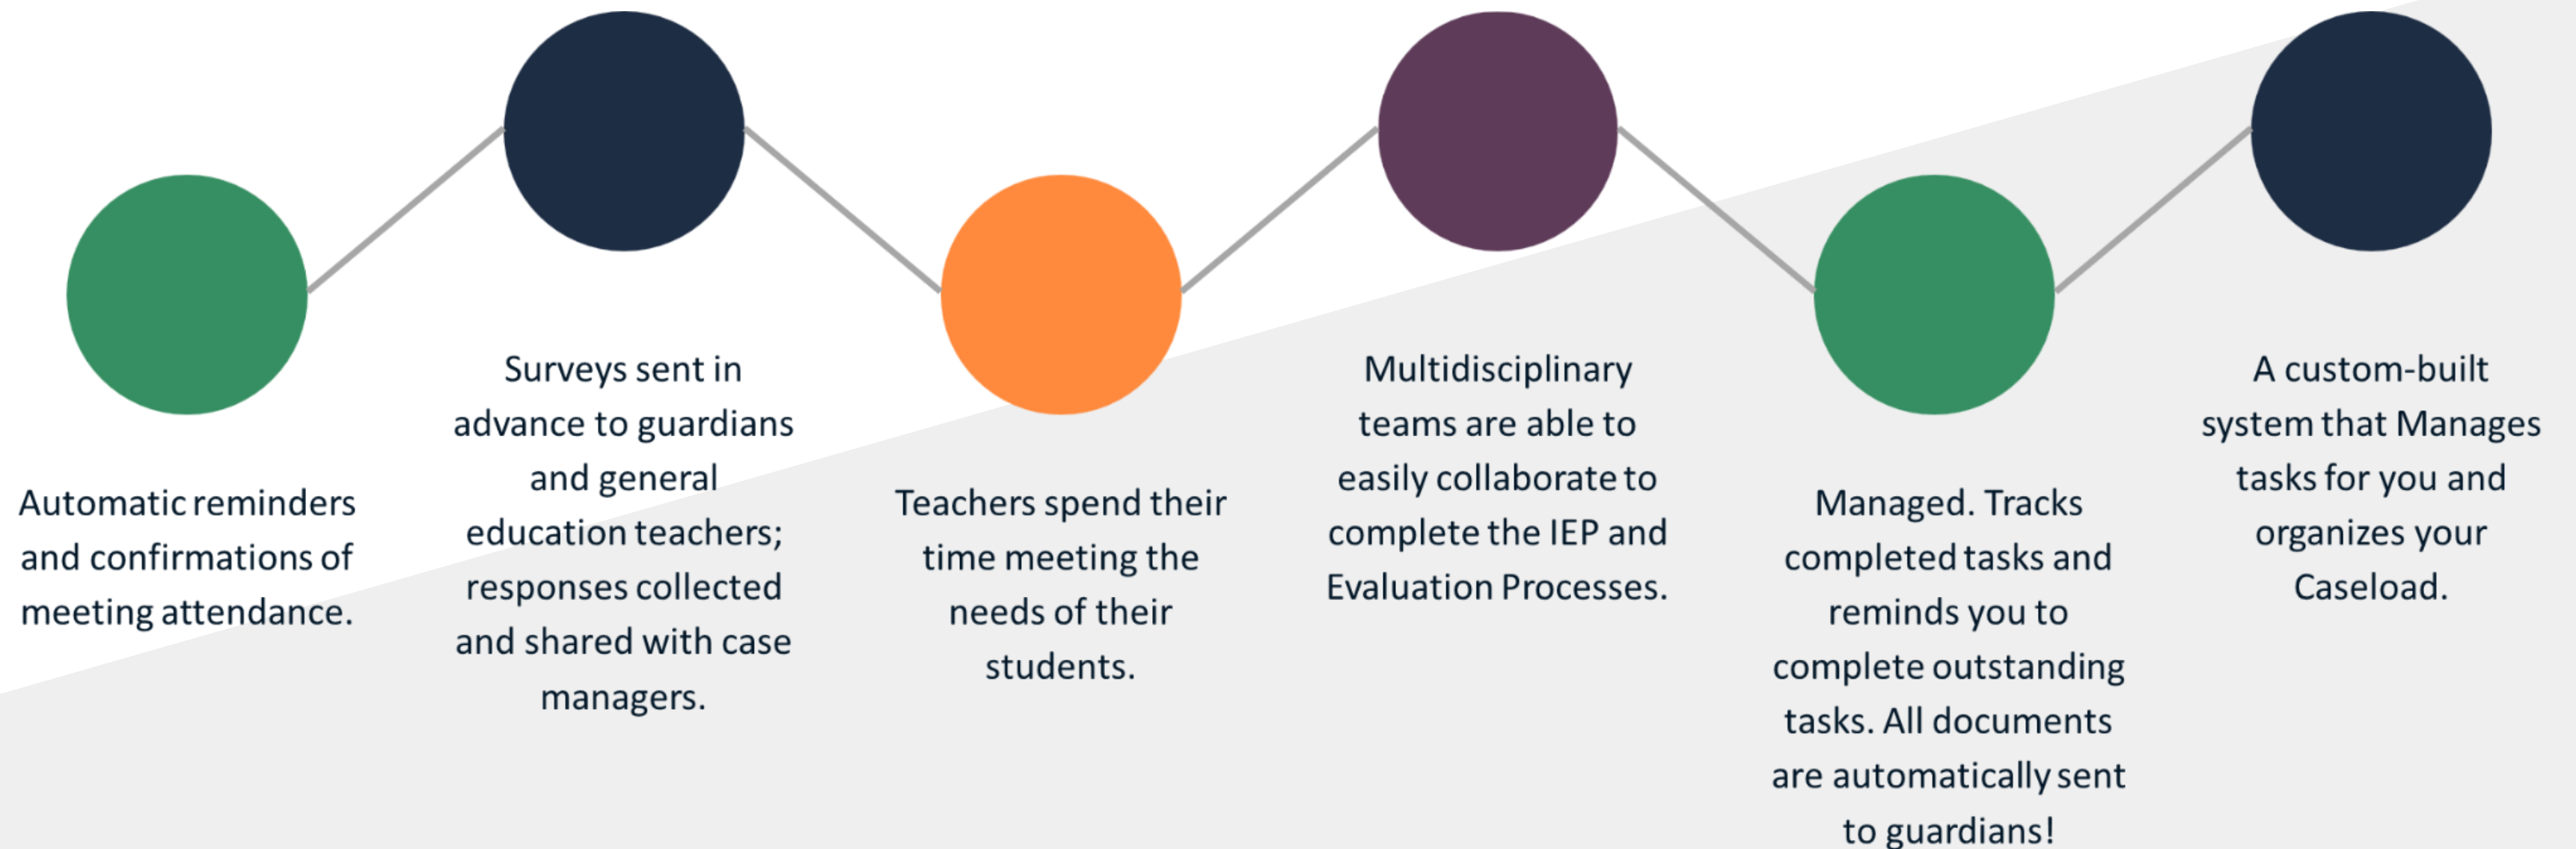 Automatic reminders
and confirmations of
meeting attendance.
Surveys sent in
advance to guardians
and general
education teachers;
responses collected
and shared with case
managers.
Teachers spend their
time meeting the
needs of their
students.
Multidisciplinary
teams are able to
easily collaborate to
complete the IEP and
Evaluation Processes.
Managed. Tracks
completed tasks and
reminds you to
complete outstanding
tasks. All documents
are automatically sent
to guardians!
A custom-built
system that Manages
tasks for you and
organizes your
Caseload.